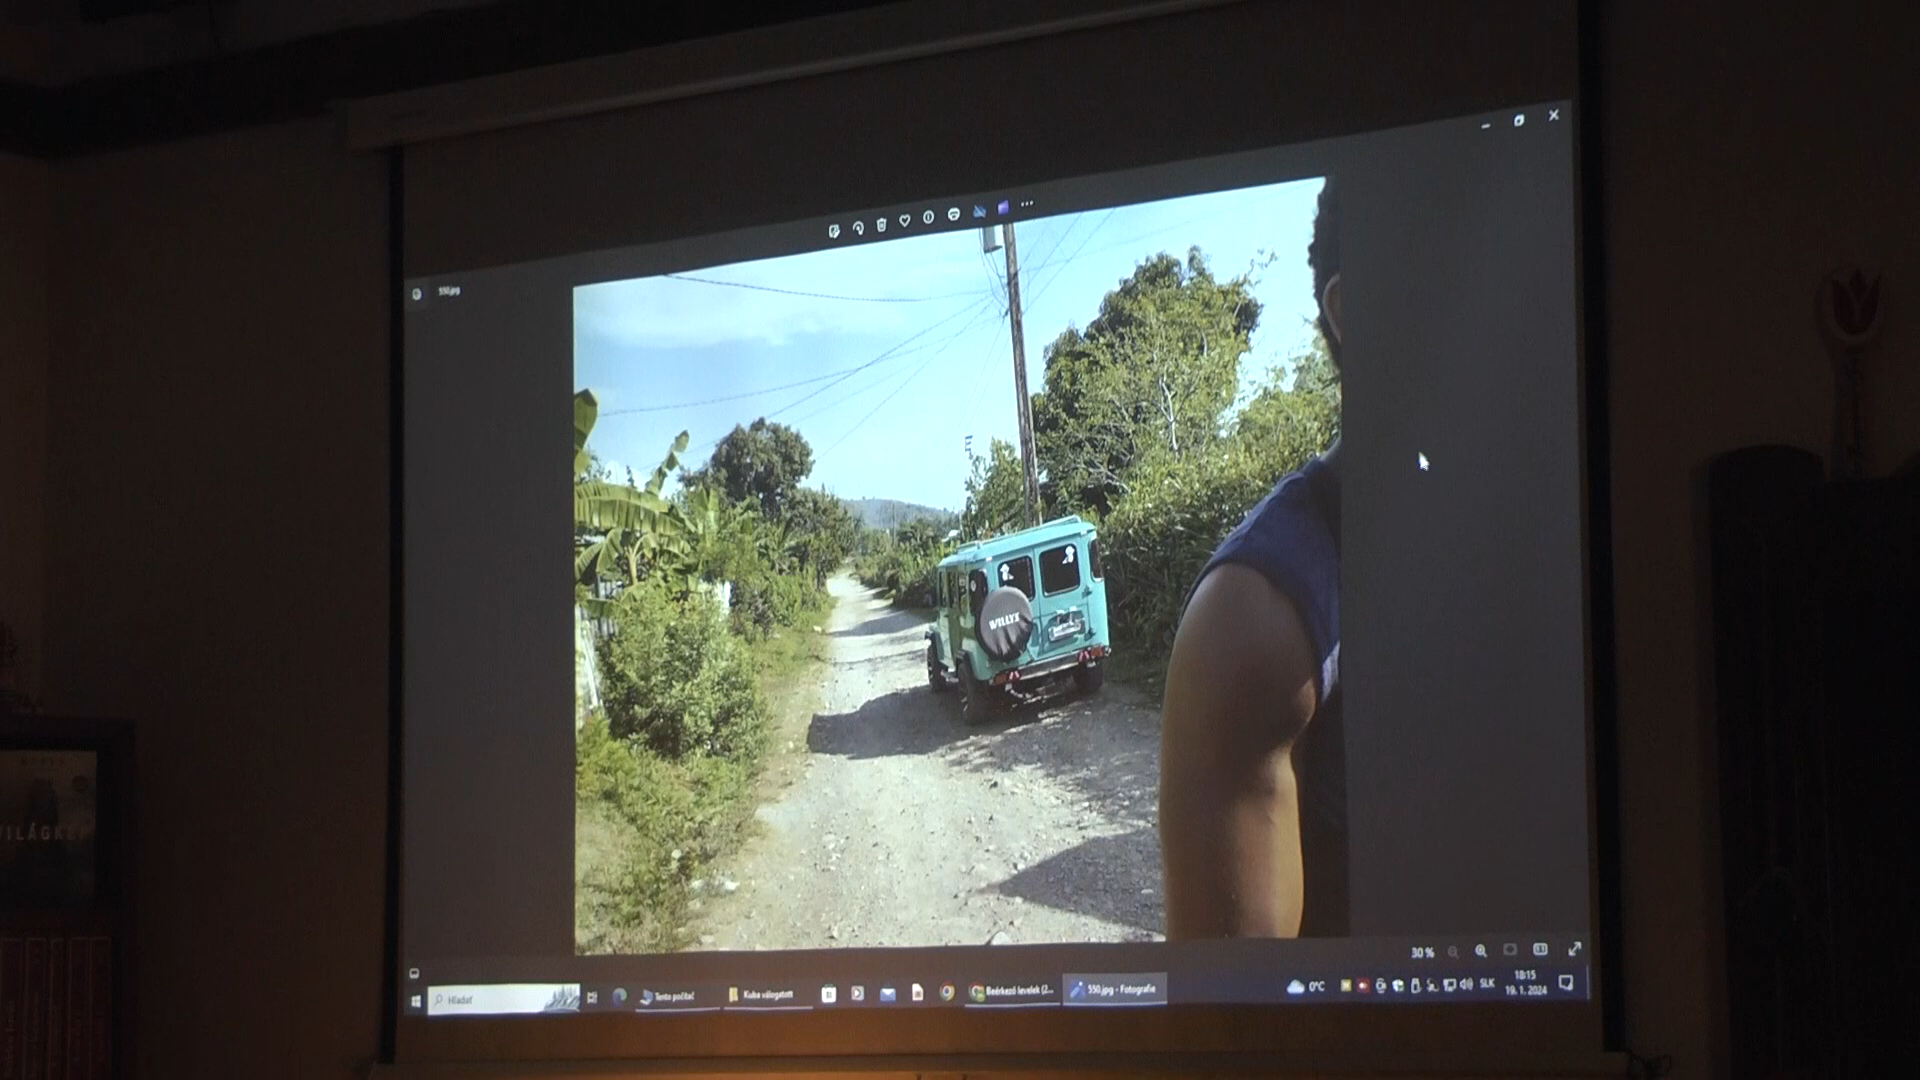 550.jpg
WILLYS
VILÁGK
30 %
Hľadať
Tento počítač
Kuba válogatott
Beérkező levelek (2...
550.jpg - Fotografie
0°C
SLK
18:15
19. 1. 2024